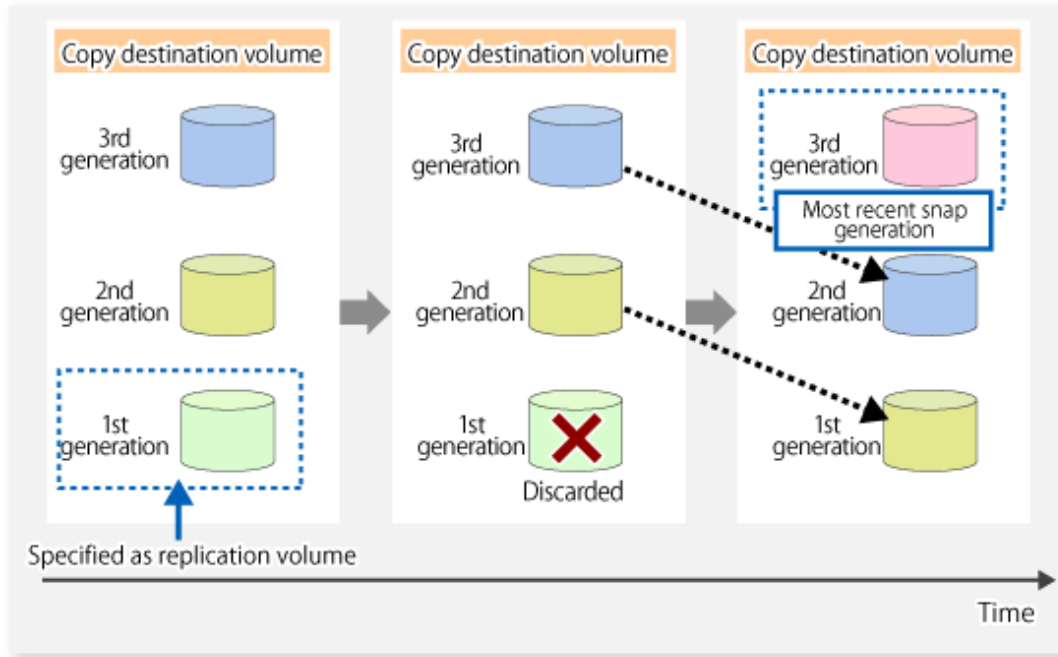 Copy destination volume
3rd
generation
2nd
generation
1st
generation
Specified as replication volume
Copy destination volume
3rd
generation
2nd
generation
1st
generation
Discarded
Copy destination volume
3rd
generation
Most recent snap
generation
2nd
generation
1st
generation
Time